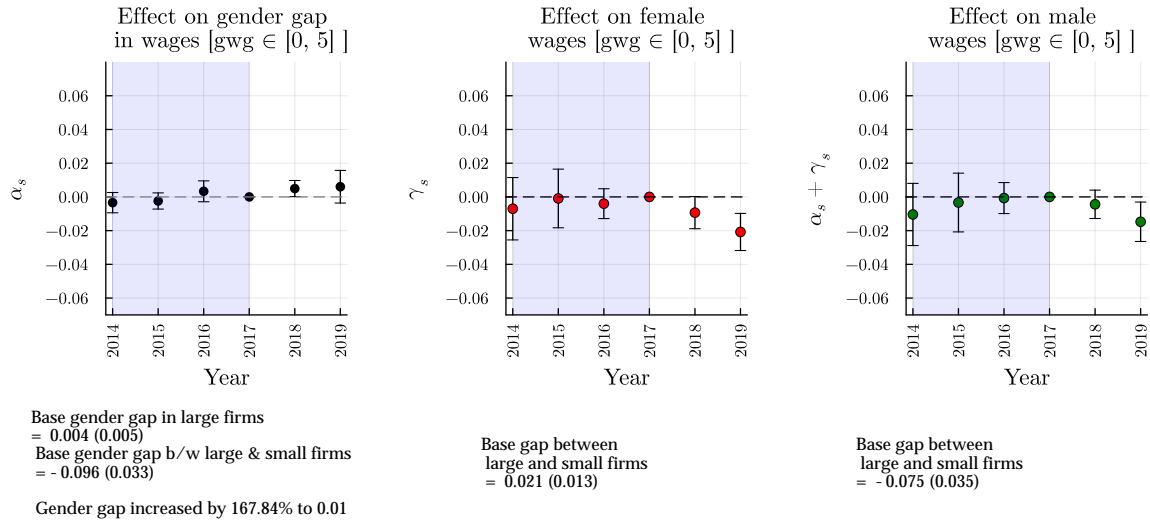 Effect on gender gap
in wages [gwg ∈ [0, 5] ]
α_s
0.06
0.04
0.02
0.00
−0.02
−0.04
−0.06
2014
2015
2016
2017
2018
2019
Year
Base gender gap in large firms
= 0.004 (0.005)
Base gender gap b/w large & small firms
= - 0.096 (0.033)
Gender gap increased by 167.84% to 0.01
Effect on female
wages [gwg ∈ [0, 5] ]
γ_s
0.06
0.04
0.02
0.00
−0.02
−0.04
−0.06
2014
2015
2016
2017
2018
2019
Year
Base gap between
large and small firms
= 0.021 (0.013)
Effect on male
wages [gwg ∈ [0, 5] ]
α_s + γ_s
0.06
0.04
0.02
0.00
−0.02
−0.04
−0.06
2014
2015
2016
2017
2018
2019
Year
Base gap between
large and small firms
= - 0.075 (0.035)